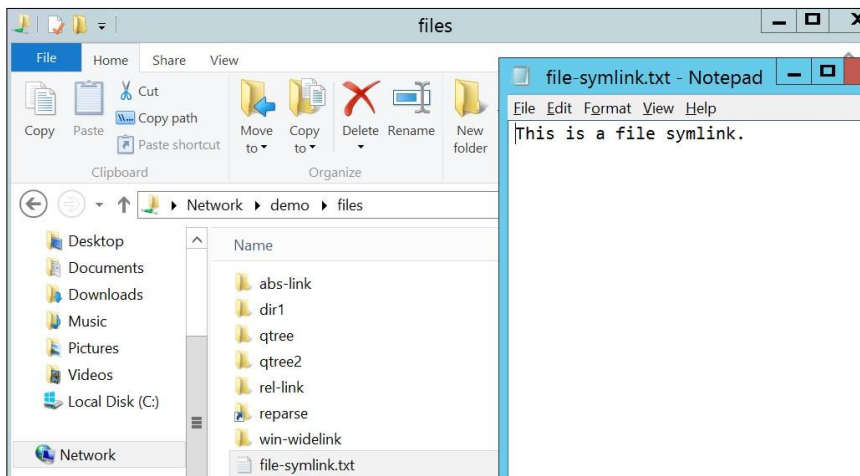 files
File Home Share View
Cut
Copy path
Paste shortcut
Copy Paste
Move to
Copy to
Delete Rename
New folder
Clipboard
Organize
Network demo files
Desktop
Documents
Downloads
Music
Pictures
Videos
Local Disk (C:)
Network
Name
abs-link
dir1
qtree
qtree2
rel-link
reparse
win-widelink
file-symlink.txt
file-symlink.txt - Notepad
File Edit Format View Help
This is a file symlink.